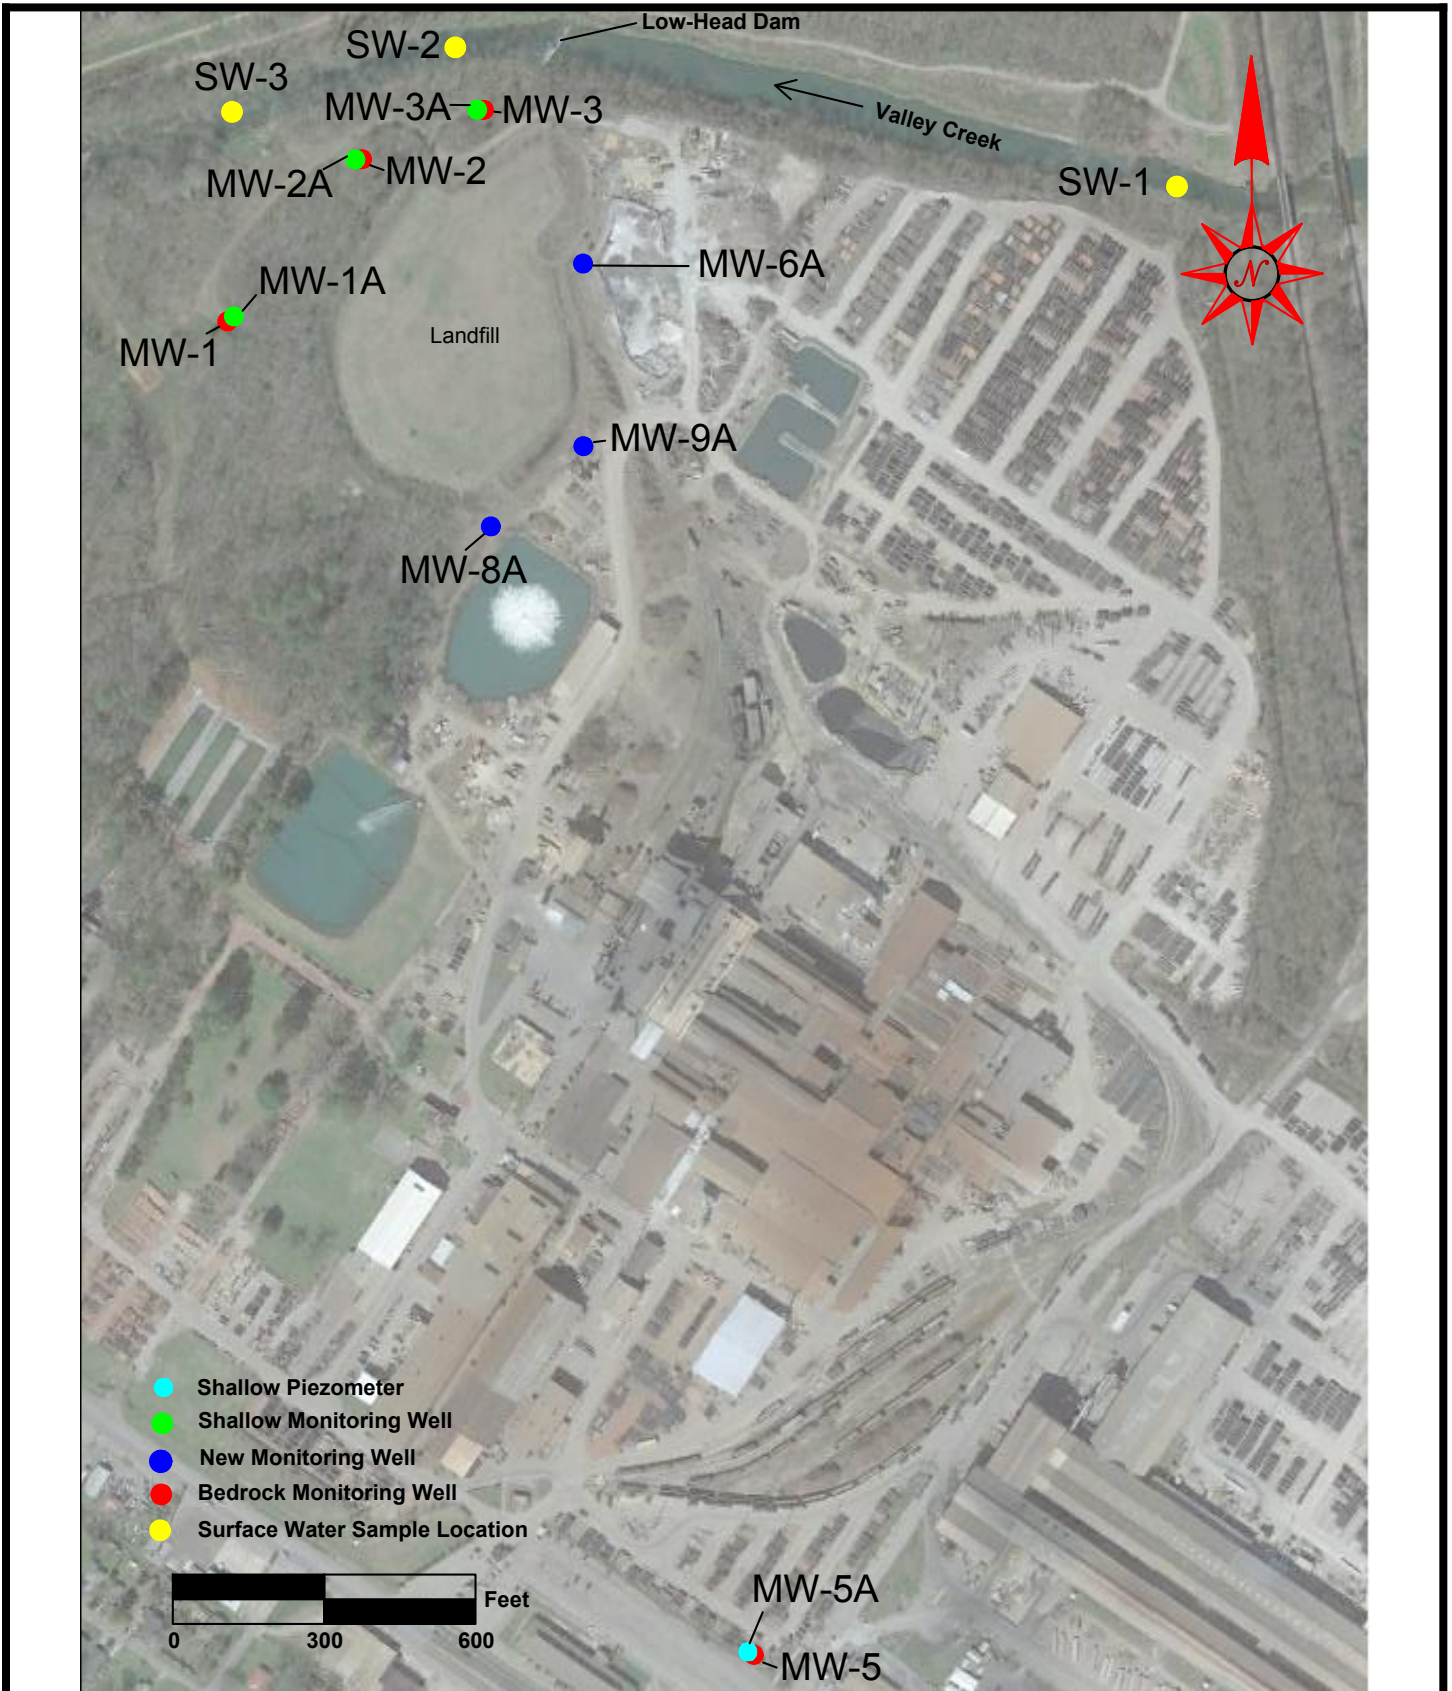 Low-Head Dam
SW-2
SW-3
MW-3A
MW-3
Valley Creek
MW-2
MW-2A
SW-1
MW-6A
N
MW-1A
Landfill
MW-1
MW-9A
MW-8A
Shallow Piezometer
Shallow Monitoring Well
New Monitoring Well
Bedrock Monitoring Well
Surface Water Sample Location
Feet
0 300 600
MW-5A
MW-5